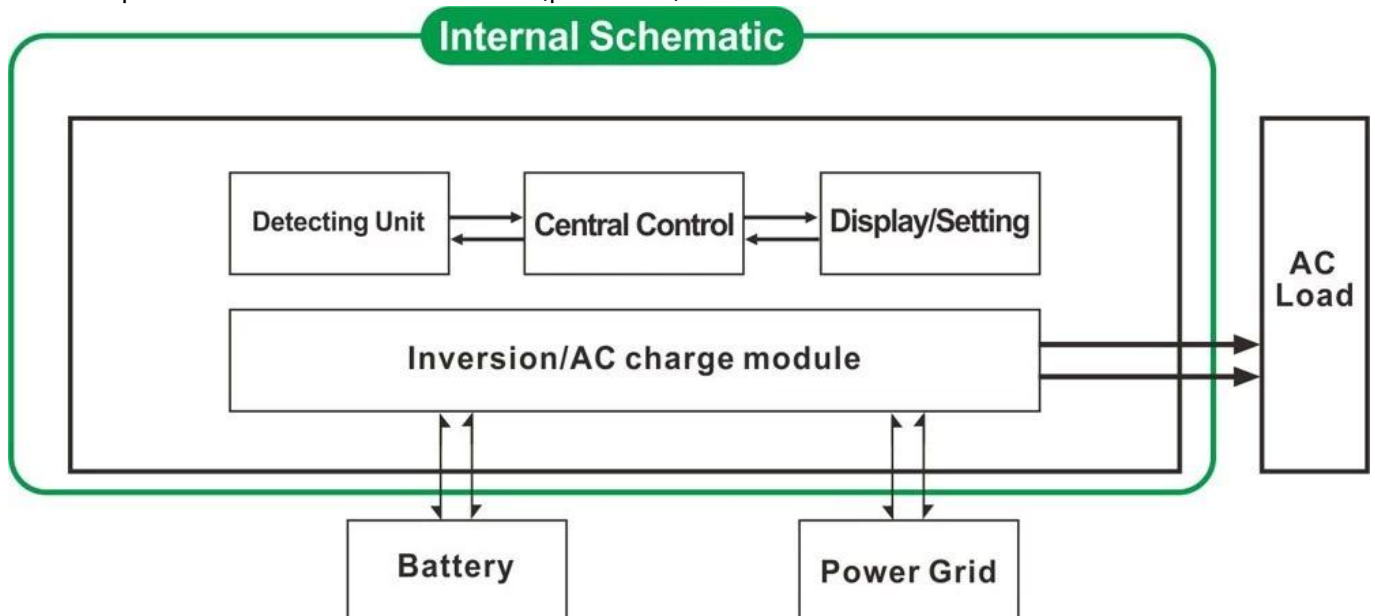 Internal Schematic
Detecting Unit
Central Control
Display/Setting
AC
Load
Inversion/AC charge module
Battery
Power Grid